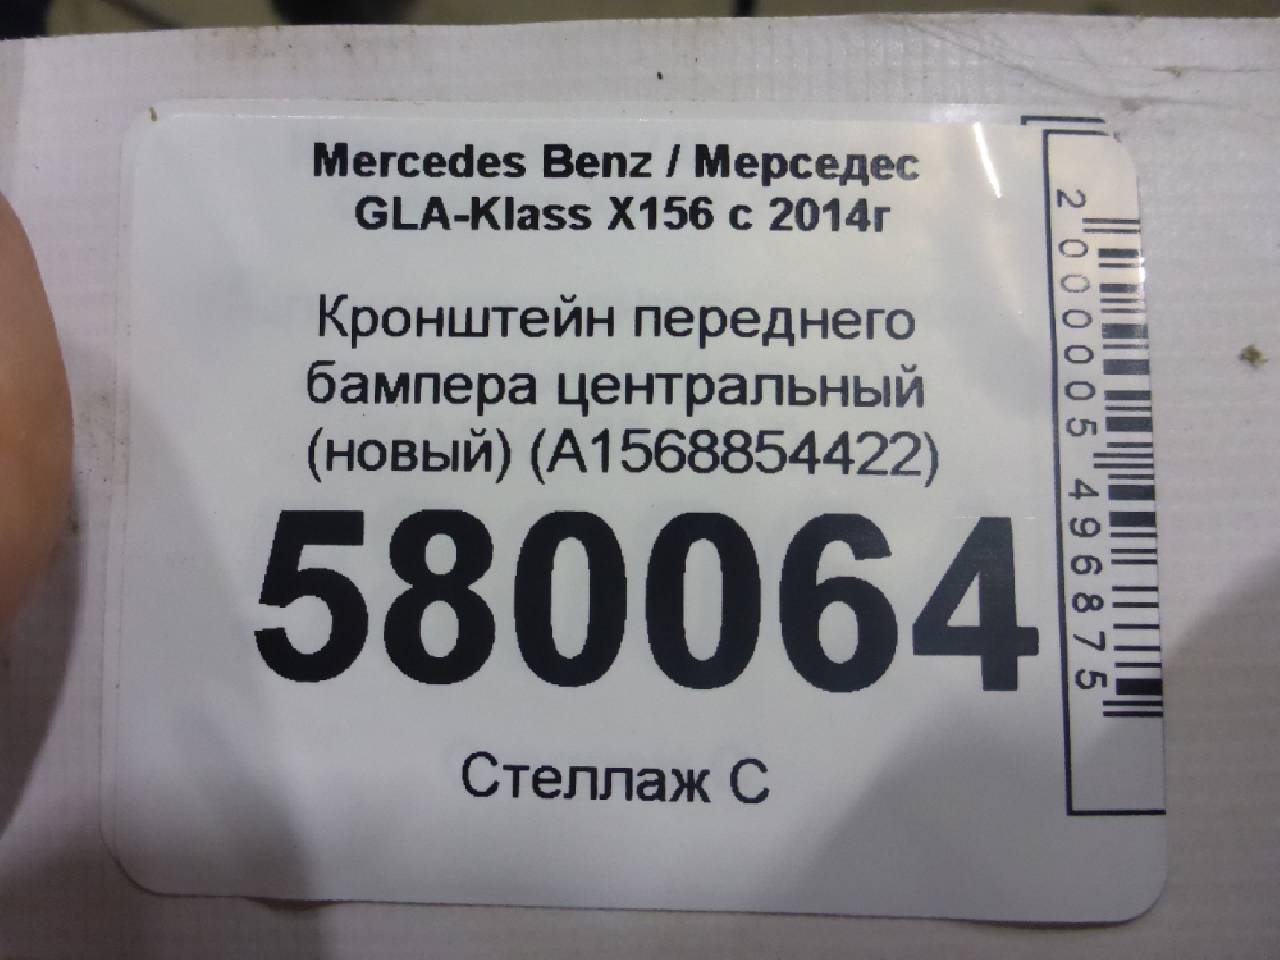 Mercedes Benz / Мерседес
GLA-Klass X156 с 2014г
Кронштейн переднего
бампера центральный
(новый) (A1568854422)
580064
Стеллаж С
2000005496875